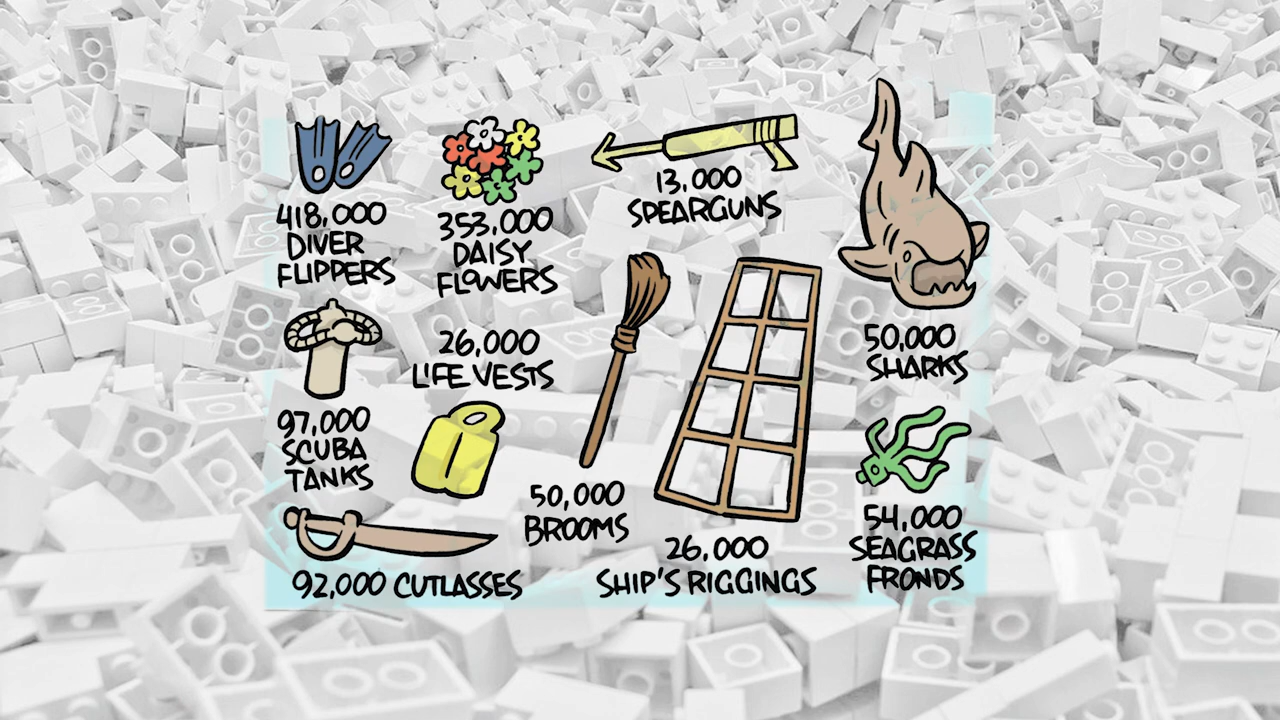 418,000
DIVER
FLIPPERS
353,000
DAISY
FLOWERS
13,000
SPEARGUNS
50,000
SHARKS
97,000
SCUBA
TANKS
26,000
LIFE VESTS
50,000
BROOMS
26,000
SHIP'S RIGGINGS
54,000
SEAGRASS
FRONDS
92,000 CUTLASSES